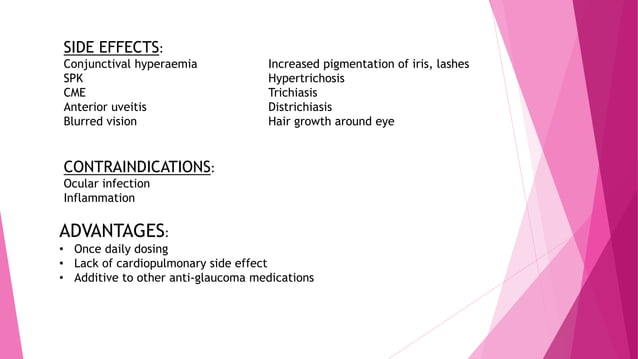 SIDE EFFECTS:
Conjunctival hyperaemia
SPK
CME
Anterior uveitis
Blurred vision
Increased pigmentation of iris, lashes
Hypertrichosis
Trichiasis
Districhiasis
Hair growth around eye
CONTRAINDICATIONS:
Ocular infection
Inflammation
ADVANTAGES:
• Once daily dosing
• Lack of cardiopulmonary side effect
• Additive to other anti-glaucoma medications